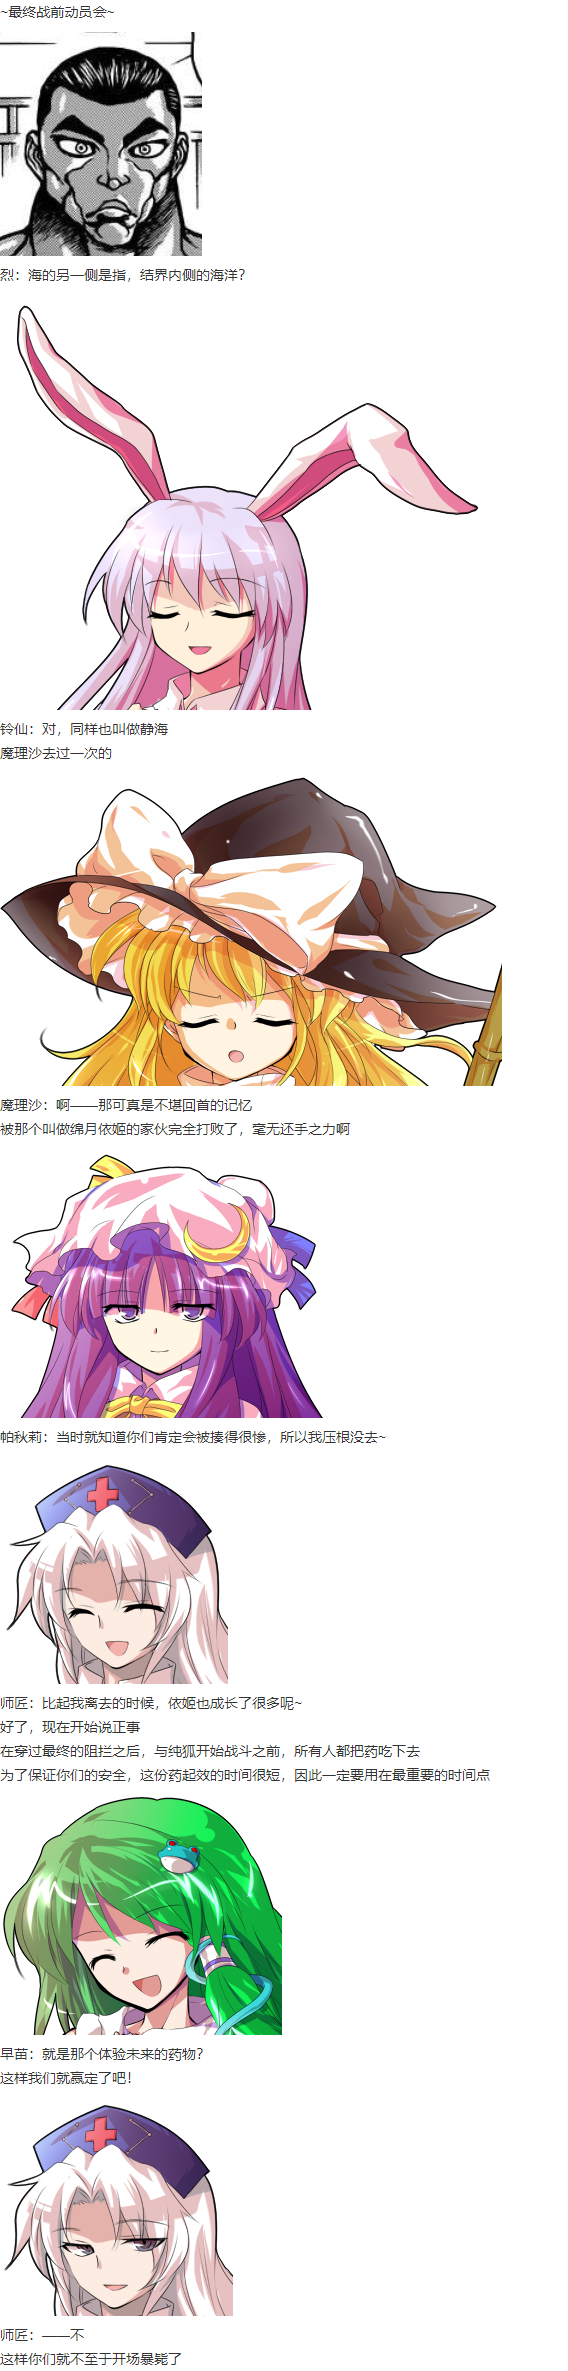 ~最终战前动员会~
烈：海的另一侧是指，结界内侧的海洋？
铃仙：对，同样也叫做静海
魔理沙去过一次的
魔理沙：啊——那可真是不堪回首的记忆
被那个叫做绵月依姬的家伙完全打败了，毫无还手之力啊
帕秋莉：当时就知道你们肯定会被揍得很惨，所以我压根没去~
师匠：比起我离去的时候，依姬也成长了很多呢~
好了，现在开始说正事
在穿过最终的阻拦之后，与纯狐开始战斗之前，所有人都把药吃下去
为了保证你们的安全，这份药起效的时间很短，因此一定要用在最重要的时间点
早苗：就是那个体验未来的药物？
这样我们就赢定了吧！
师匠：——不
这样你们就不至于开场暴毙了